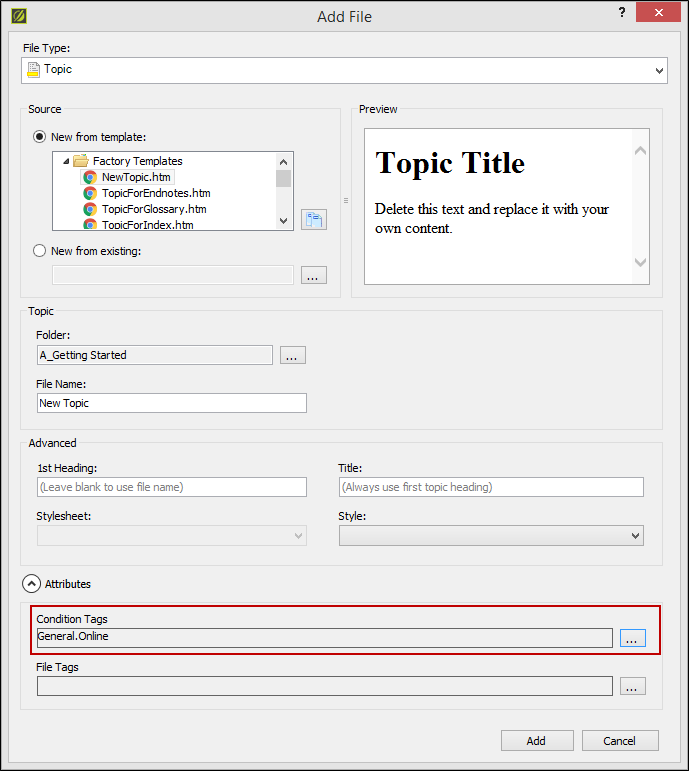 Add File
?
File Type:
Topic
Source
New from template:
Factory Templates
NewTopic.htm
TopicForEndnotes.htm
TopicForGlossary.htm
TopicForIndex.htm
New from existing:
...
Preview
Topic Title
Delete this text and replace it with your
own content.
Topic
Folder:
A_Getting Started
...
File Name:
New Topic
Advanced
1st Heading:
(Leave blank to use file name)
Title:
(Always use first topic heading)
Stylesheet:
Style:
Attributes
Condition Tags
General.Online
...
File Tags
...
Add
Cancel